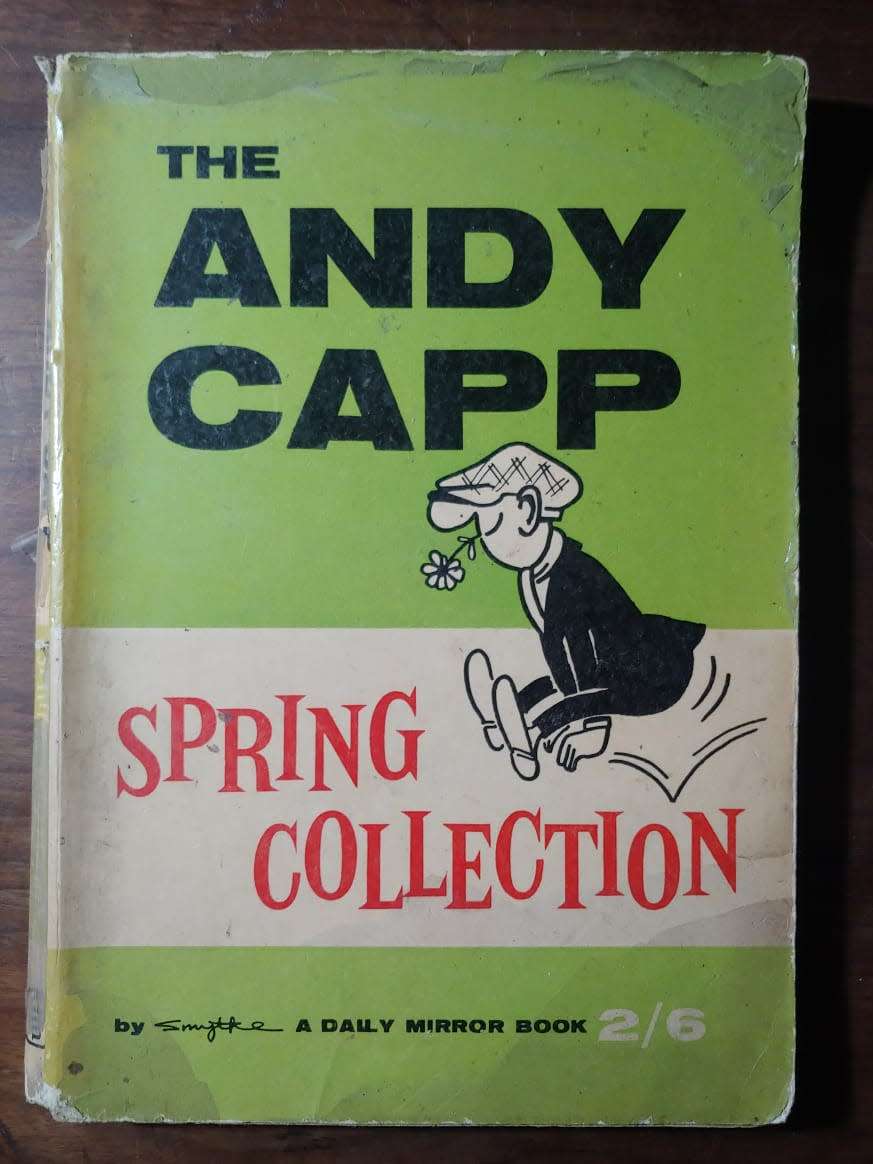 THE
ANDY
CAPP
SPRING
COLLECTION
by Smythe A DAILY MIRROR BOOK 2/6